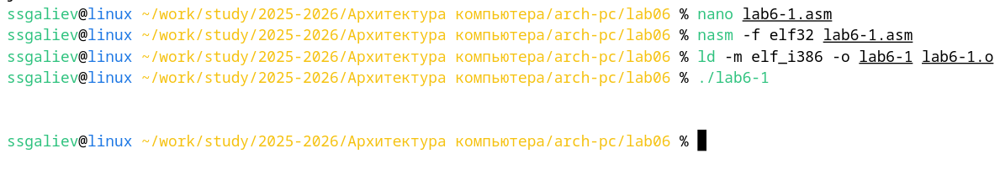 ssgaliev@linux ~/work/study/2025-2026/Архитектура компьютера/arch-pc/lab06 % nano lab6-1.asm
ssgaliev@linux ~/work/study/2025-2026/Архитектура компьютера/arch-pc/lab06 % nasm -f elf32 lab6-1.asm
ssgaliev@linux ~/work/study/2025-2026/Архитектура компьютера/arch-pc/lab06 % ld -m elf_i386 -o lab6-1 lab6-1.o
ssgaliev@linux ~/work/study/2025-2026/Архитектура компьютера/arch-pc/lab06 % ./lab6-1
ssgaliev@linux ~/work/study/2025-2026/Архитектура компьютера/arch-pc/lab06 %